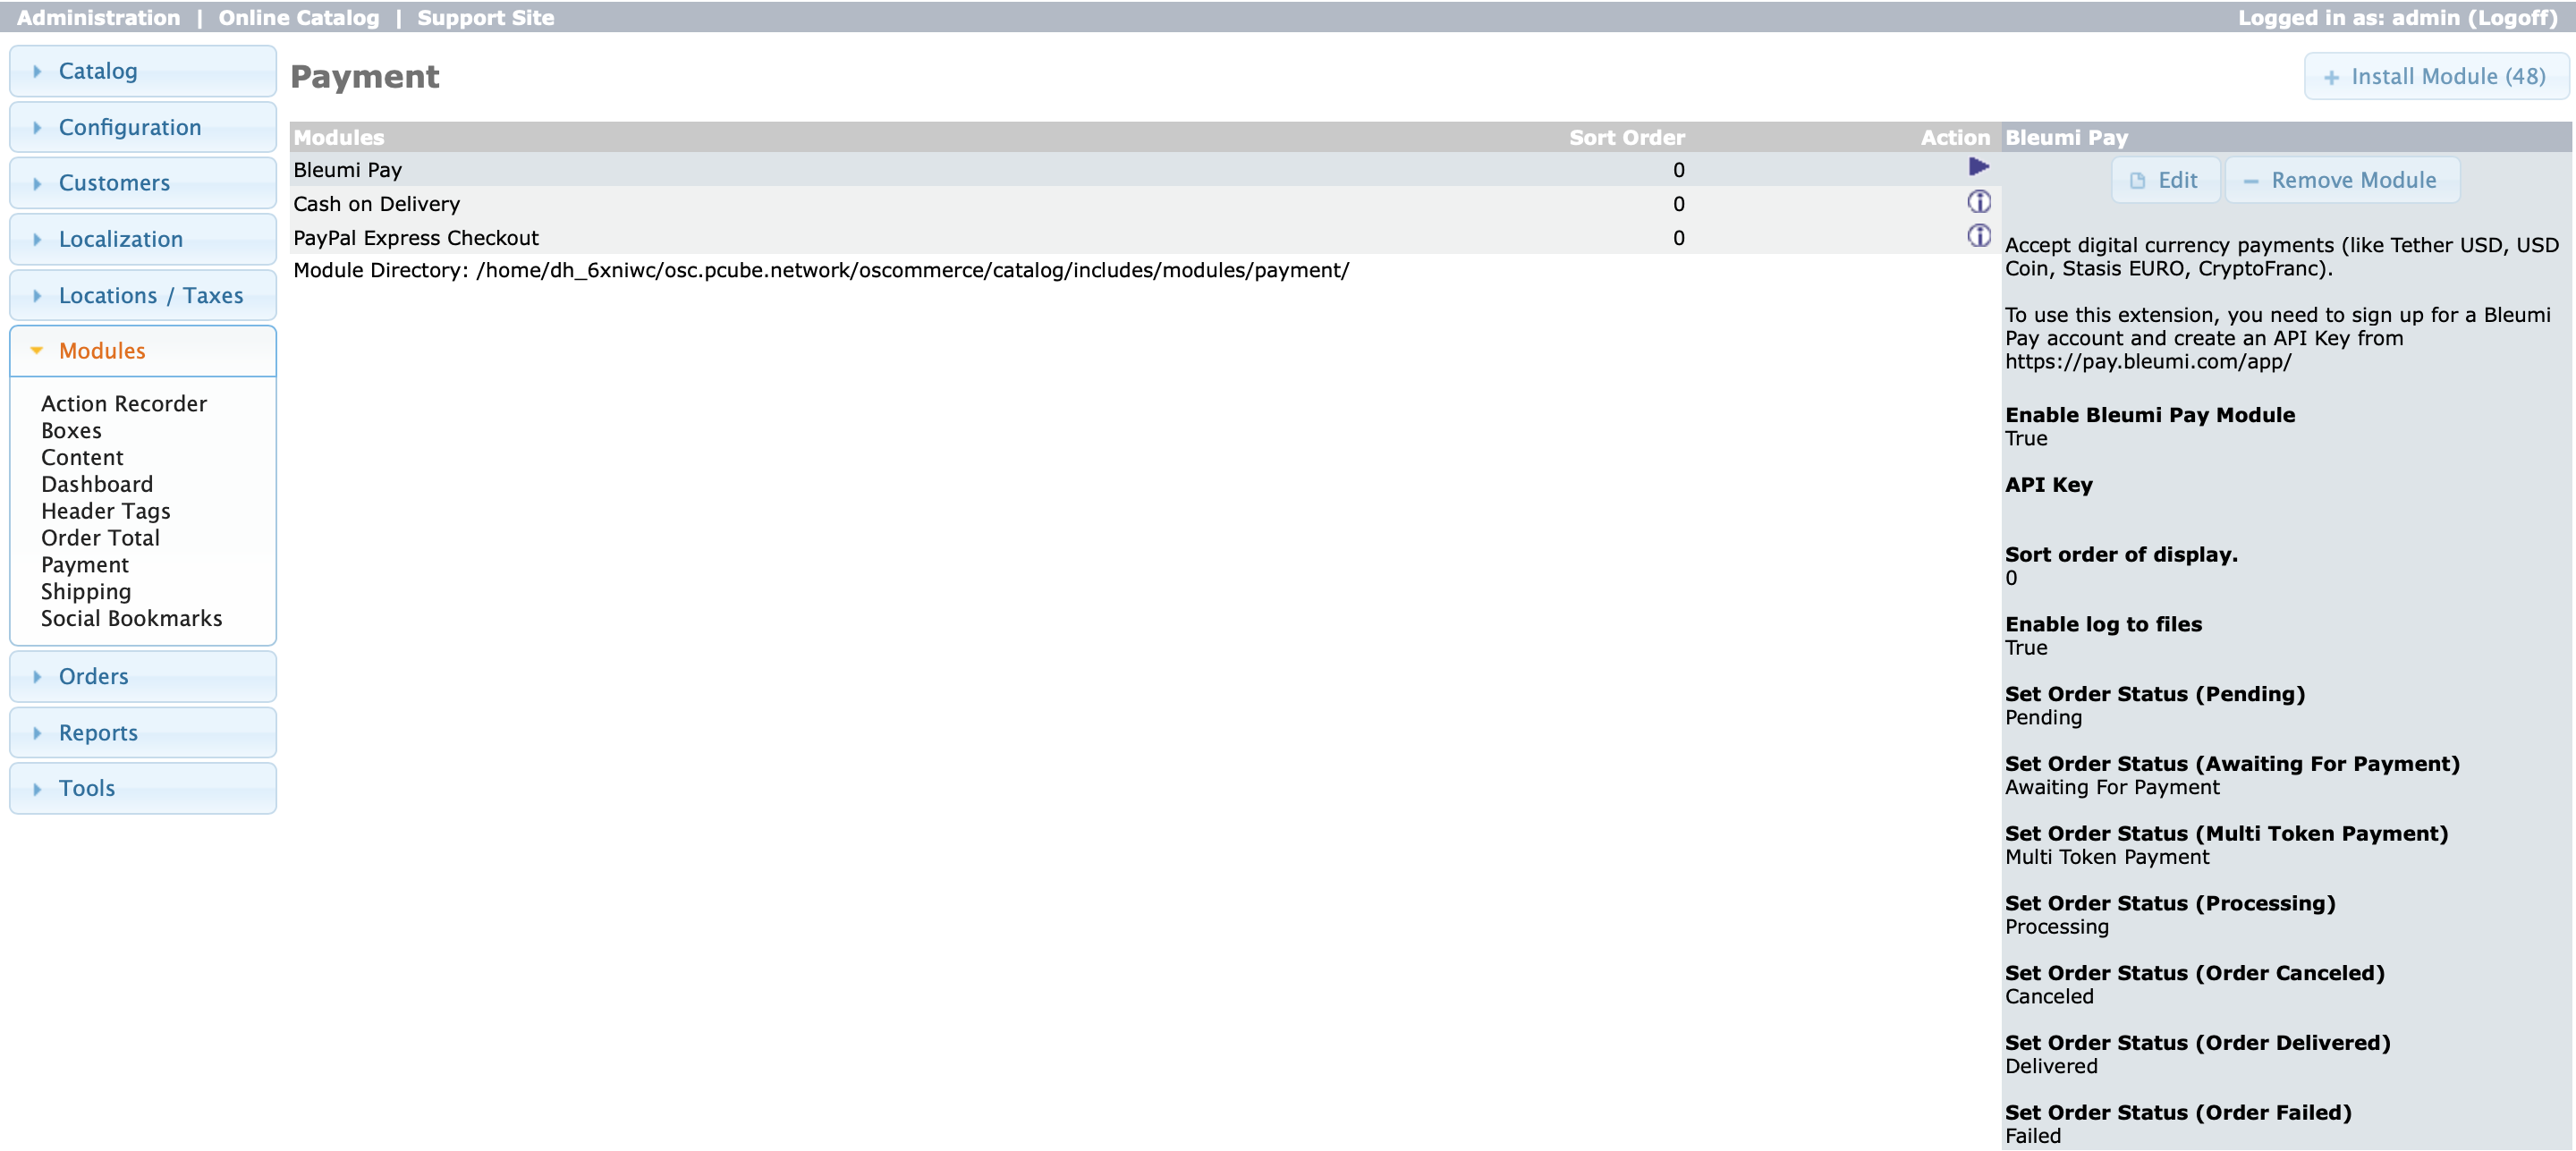 Administration | Online Catalog | Support Site
Logged in as: admin (Logoff)
Catalog
Configuration
Customers
Localization
Locations / Taxes
Modules
Action Recorder
Boxes
Content
Dashboard
Header Tags
Order Total
Payment
Shipping
Social Bookmarks
Orders
Reports
Tools
Payment
+ Install Module (48)
Modules Sort Order Action
Bleumi Pay 0
Cash on Delivery 0
PayPal Express Checkout 0
Module Directory: /home/dh_6xniwc/osc.pcube.network/oscommerce/catalog/includes/modules/payment/
Bleumi Pay
Edit
− Remove Module
Accept digital currency payments (like Tether USD, USD
Coin, Stasis EURO, CryptoFranc).
To use this extension, you need to sign up for a Bleumi
Pay account and create an API Key from
https://pay.bleumi.com/app/
Enable Bleumi Pay Module
True
API Key
Sort order of display.
0
Enable log to files
True
Set Order Status (Pending)
Pending
Set Order Status (Awaiting For Payment)
Awaiting For Payment
Set Order Status (Multi Token Payment)
Multi Token Payment
Set Order Status (Processing)
Processing
Set Order Status (Order Canceled)
Canceled
Set Order Status (Order Delivered)
Delivered
Set Order Status (Order Failed)
Failed